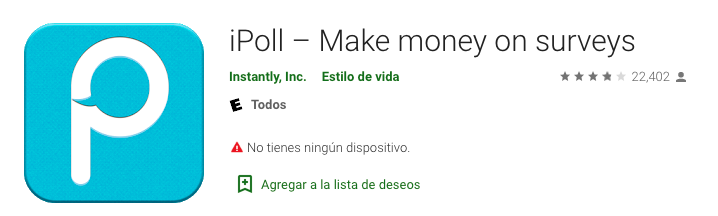 iPoll – Make money on surveys
Instantly, Inc. Estilo de vida 22,402
E Todos
No tienes ningún dispositivo.
Agregar a la lista de deseos